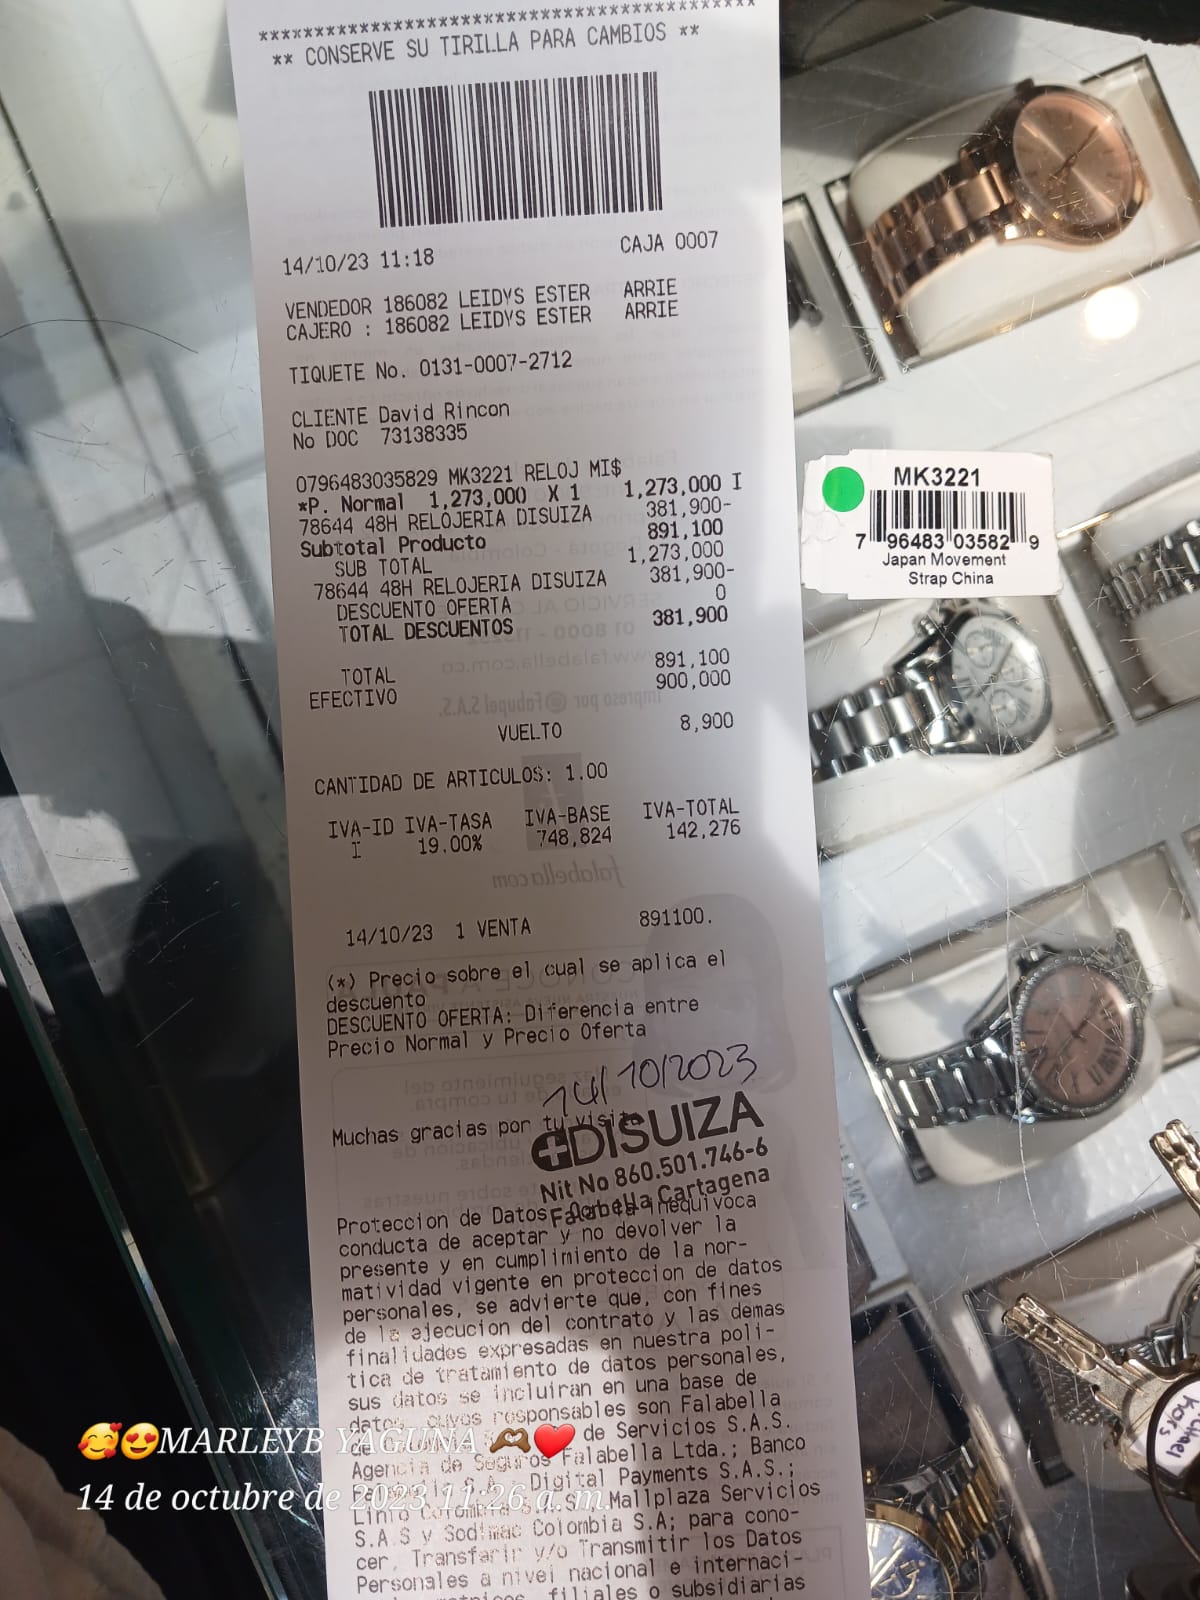 ** CONSERVE SU TIRILLA PARA CAMBIOS **
14/10/23 11:18 CAJA 0007
VENDEDOR 186082 LEIDYS ESTER ARRIE
CAJERO : 186082 LEIDYS ESTER ARRIE
TIQUETE No. 0131-0007-2712
CLIENTE David Rincon
No DOC 73138335
0796483035829 MK3221 RELOJ MI$
*P. Normal 1,273,000 X 1 1,273,000 I
78644 48H RELOJERIA DISUIZA 381,900-
Subtotal Producto 891,100
SUB TOTAL 1,273,000
78644 48H RELOJERIA DISUIZA 381,900-
DESCUENTO OFERTA 0
TOTAL DESCUENTOS 381,900
TOTAL 891,100
EFECTIVO 900,000
VUELTO 8,900
CANTIDAD DE ARTICULOS: 1.00
IVA-ID IVA-TASA IVA-BASE IVA-TOTAL
I 19.00% 748,824 142,276
14/10/23 1 VENTA 891100.
(*) Precio sobre el cual se aplica el
descuento
DESCUENTO OFERTA: Diferencia entre
Precio Normal y Precio Oferta
14/10/2023
Muchas gracias por tu visita
DISUIZA
Nit No 860.501.746-6
Falabella Cartagena
Proteccion de Datos inequivoca
conducta de aceptar y no devolver la
presente y en cumplimiento de la nor-
matividad vigente en proteccion de datos
personales, se advierte que, con fines
de la ejecucion del contrato y las demas
finalidades expresadas en nuestra poli-
tica de tratamiento de datos personales,
sus datos se incluiran en una base de
datos, cuyos responsables son Falabella
de Servicios S.A.S.
Agencia de Seguros Falabella Ltda.; Banco
Digital Payments S.A.S.;
Linio Mallplaza Servicios
S.A.S y Sodimac Colombia S.A; para cono-
cer, Transferir y/o Transmitir los Datos
Personales a nivel nacional e internaci-
filiales o subsidiarias
MK3221
7 96483 03582 9
Japan Movement
Strap China
🥰😍MARLEYB YAGUNA 🫶🏾❤️
14 de octubre de 2023 11:26 a. m.